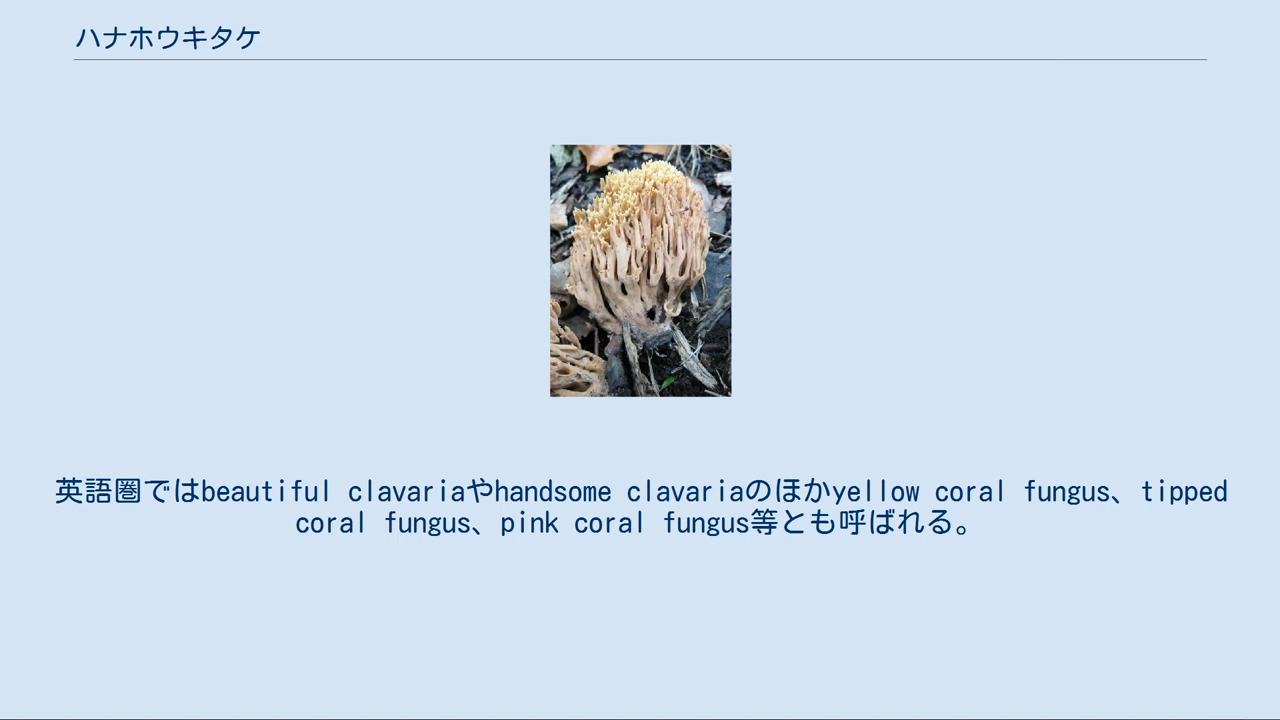 ハナホウキタケ
英語圏ではbeautiful clavariaやhandsome clavariaのほかyellow coral fungus、tipped
coral fungus、pink coral fungus等とも呼ばれる。